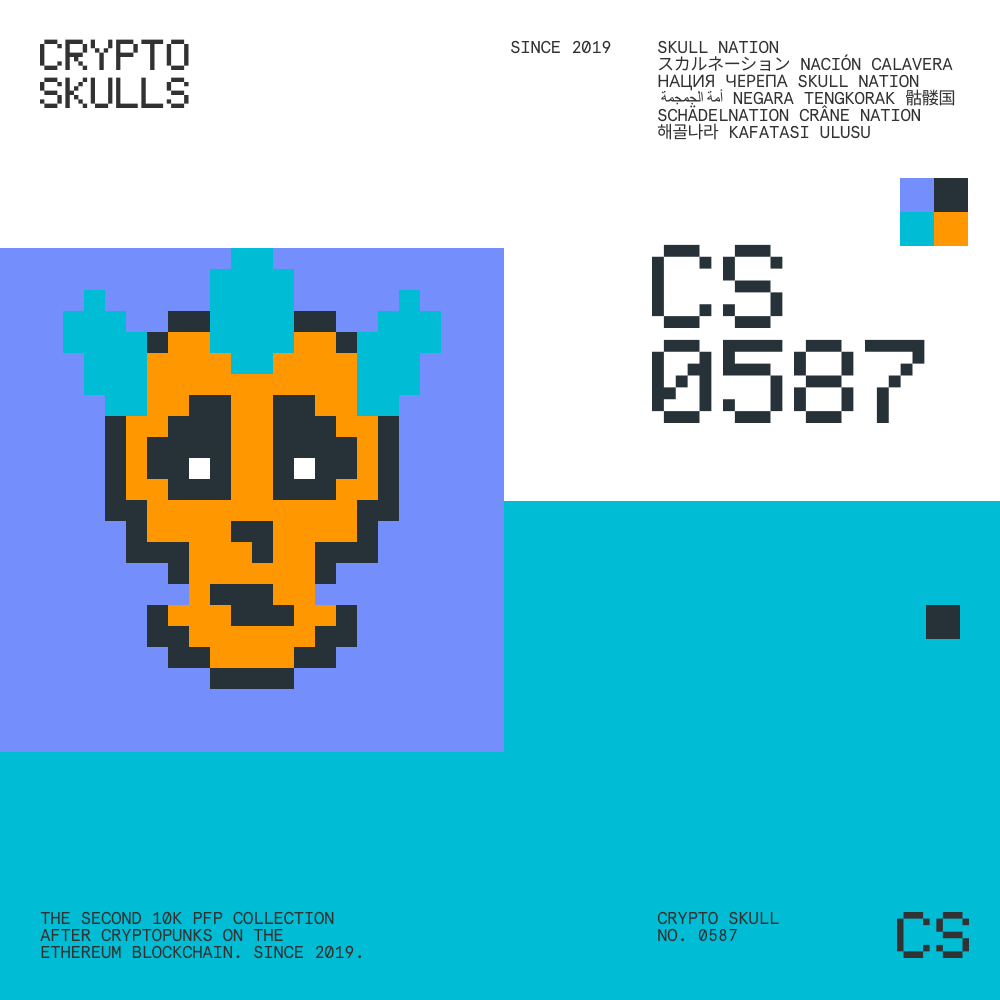 CRYPTO
SKULLS
SINCE 2019
SKULL NATION
スカルネーション NACIÓN CALAVERA
НАЦИЯ ЧЕРЕПА SKULL NATION
أمة الجمجمة NEGARA TENGKORAK 骷髅国
SCHÄDELNATION CRÂNE NATION
해골나라 KAFATASI ULUSU
CS
0587
THE SECOND 10K PFP COLLECTION
AFTER CRYPTOPUNKS ON THE
ETHEREUM BLOCKCHAIN. SINCE 2019.
CRYPTO SKULL
NO. 0587
CS